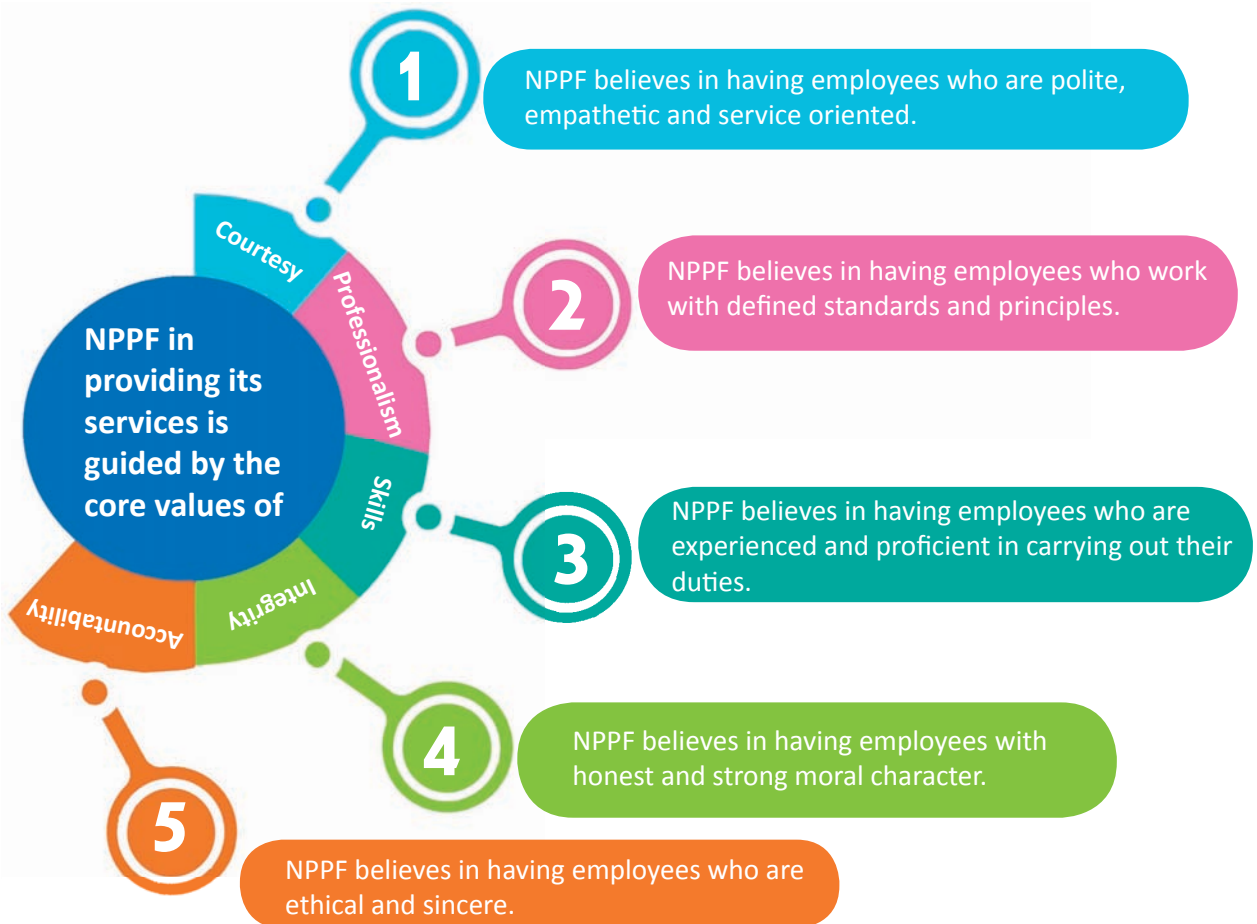 NPPF in
providing its
services is
guided by the
core values of
Courtesy
1
NPPF believes in having employees who are polite,
empathetic and service oriented.
Professionalism
2
NPPF believes in having employees who work
with defined standards and principles.
Skills
3
NPPF believes in having employees who are
experienced and proficient in carrying out their
duties.
Integrity
4
NPPF believes in having employees with
honest and strong moral character.
Accountability
5
NPPF believes in having employees who are
ethical and sincere.